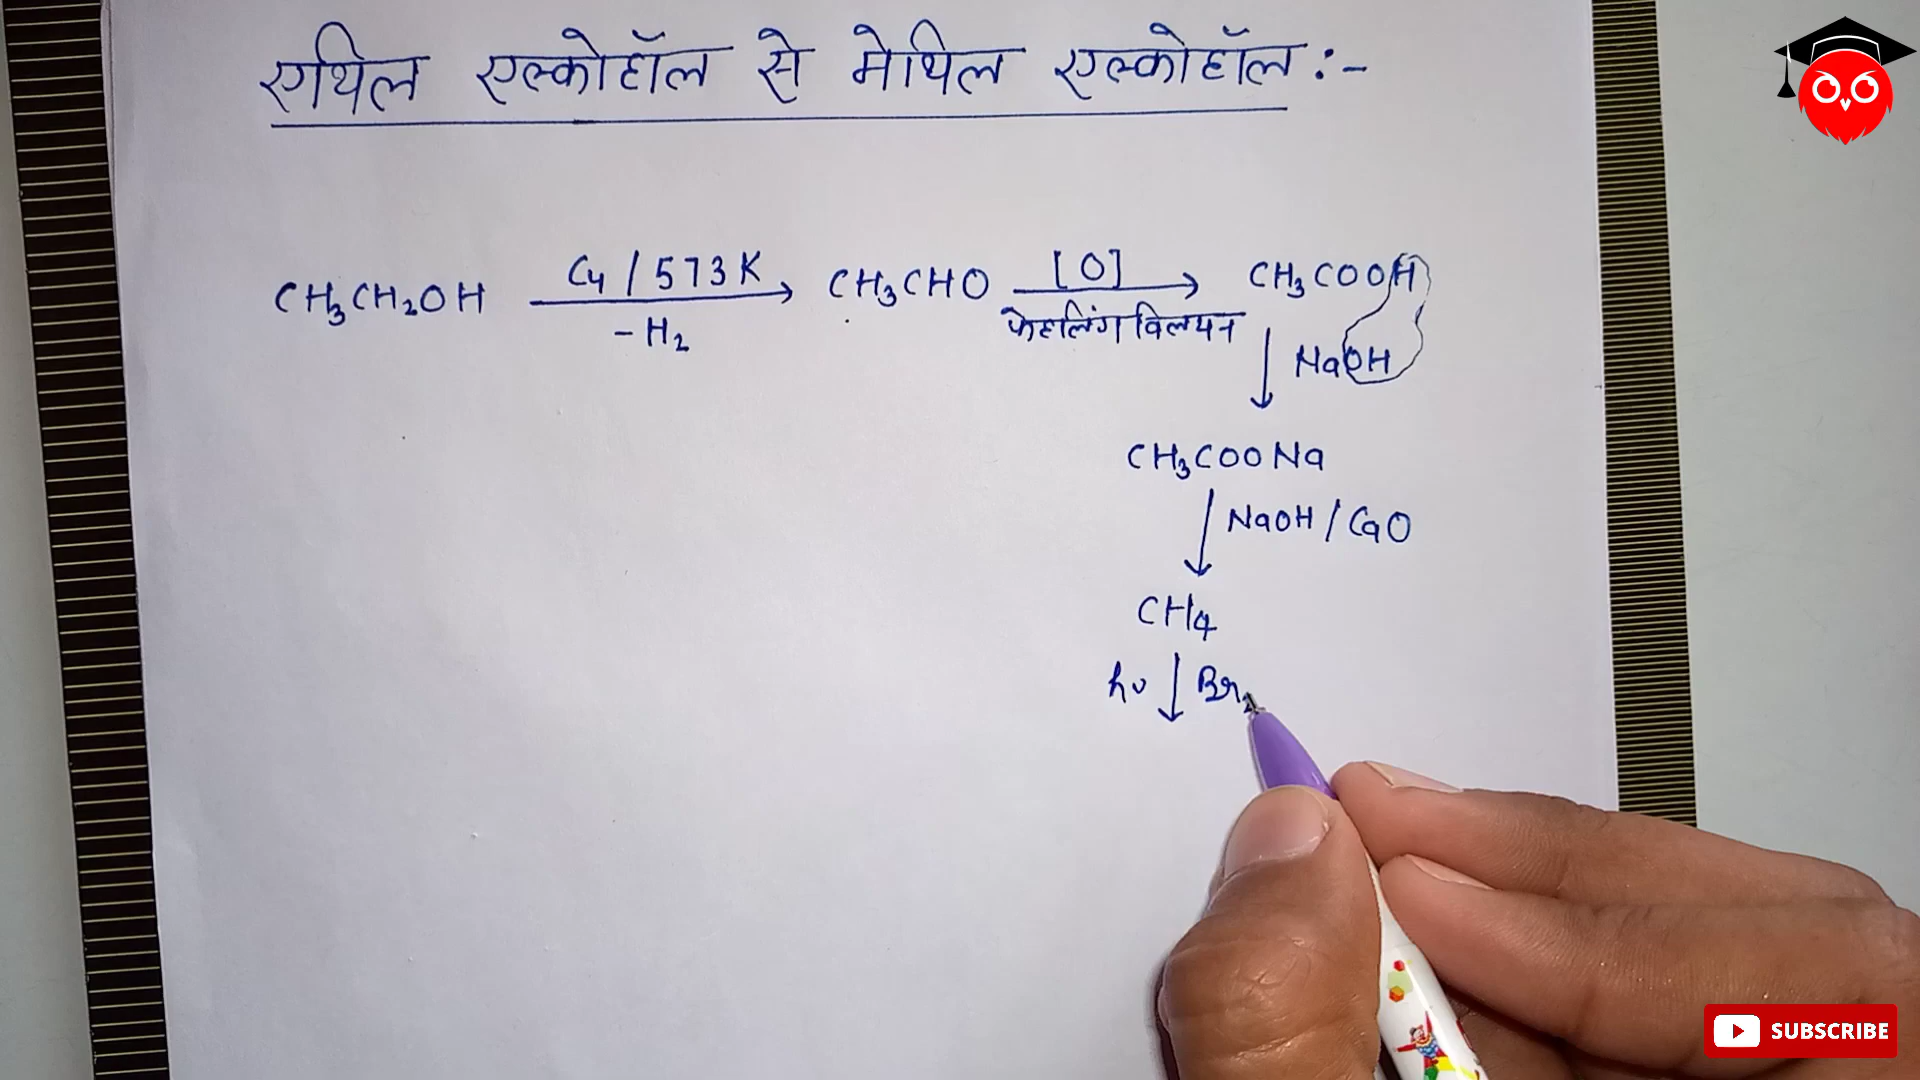 एथिल एल्कोहॉल से मेथिल एल्कोहॉल :-
CH₃CH₂OH Cu / 573 K CH₃CHO [O] CH₃COOH
- H₂ फेहलिंग विलयन
NaOH
CH₃COONa
NaOH / CaO
CH₄
hν Br₂
SUBSCRIBE